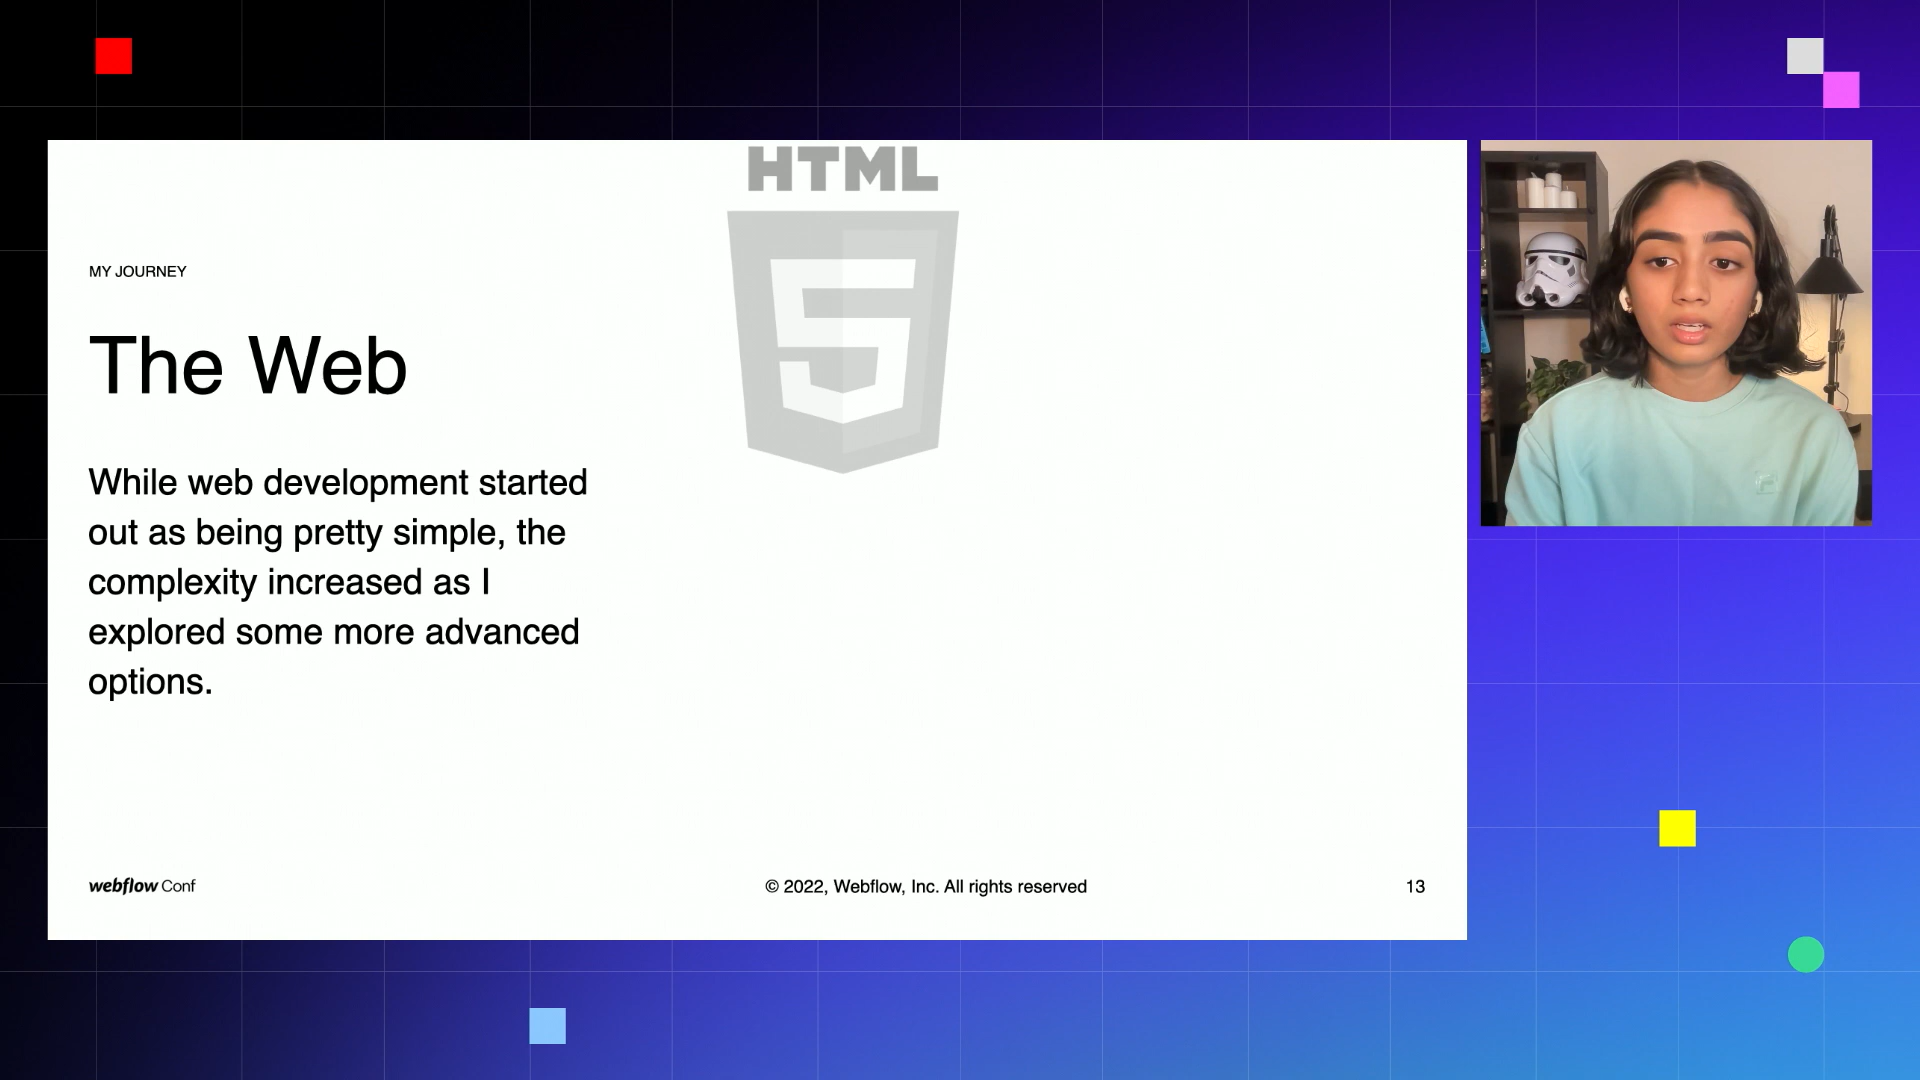 HTML
5
MY JOURNEY
The Web
While web development started
out as being pretty simple, the
complexity increased as I
explored some more advanced
options.
webflow Conf
© 2022, Webflow, Inc. All rights reserved
13